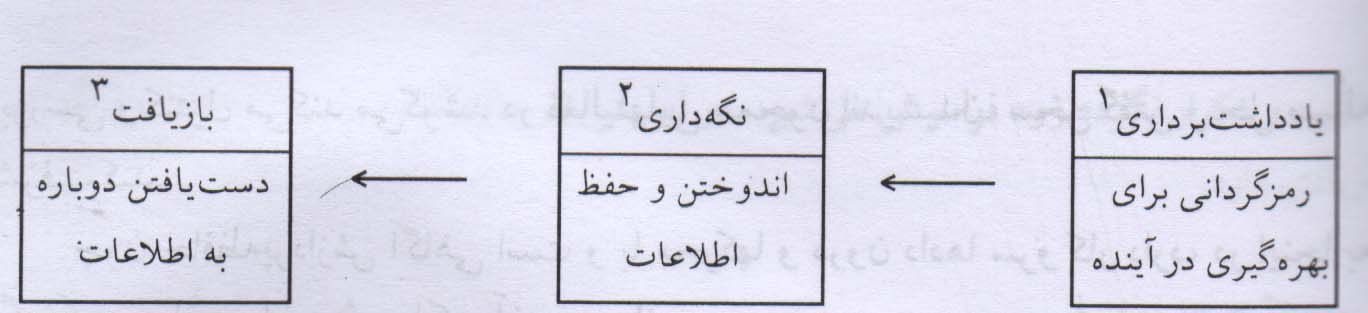 یادداشت‌برداری ۱
رمزگردانی برای
بهره‌گیری در آینده
نگه‌داری ۲
اندوختن و حفظ
اطلاعات
بازیافت ۳
دست‌یافتن دوباره
به اطلاعات